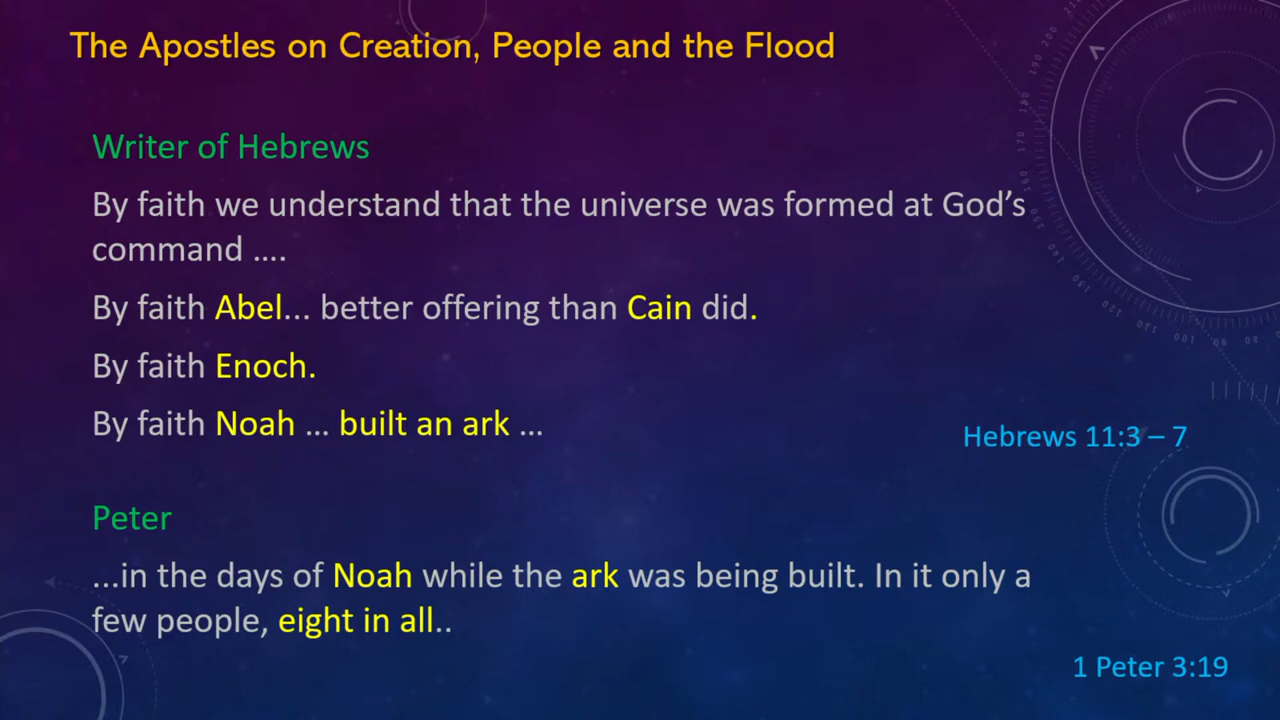 The Apostles on Creation, People and the Flood
Writer of Hebrews
By faith we understand that the universe was formed at God’s
command ....
By faith Abel... better offering than Cain did.
By faith Enoch.
By faith Noah ... built an ark ...
Hebrews 11:3 – 7
Peter
...in the days of Noah while the ark was being built. In it only a
few people, eight in all..
1 Peter 3:19